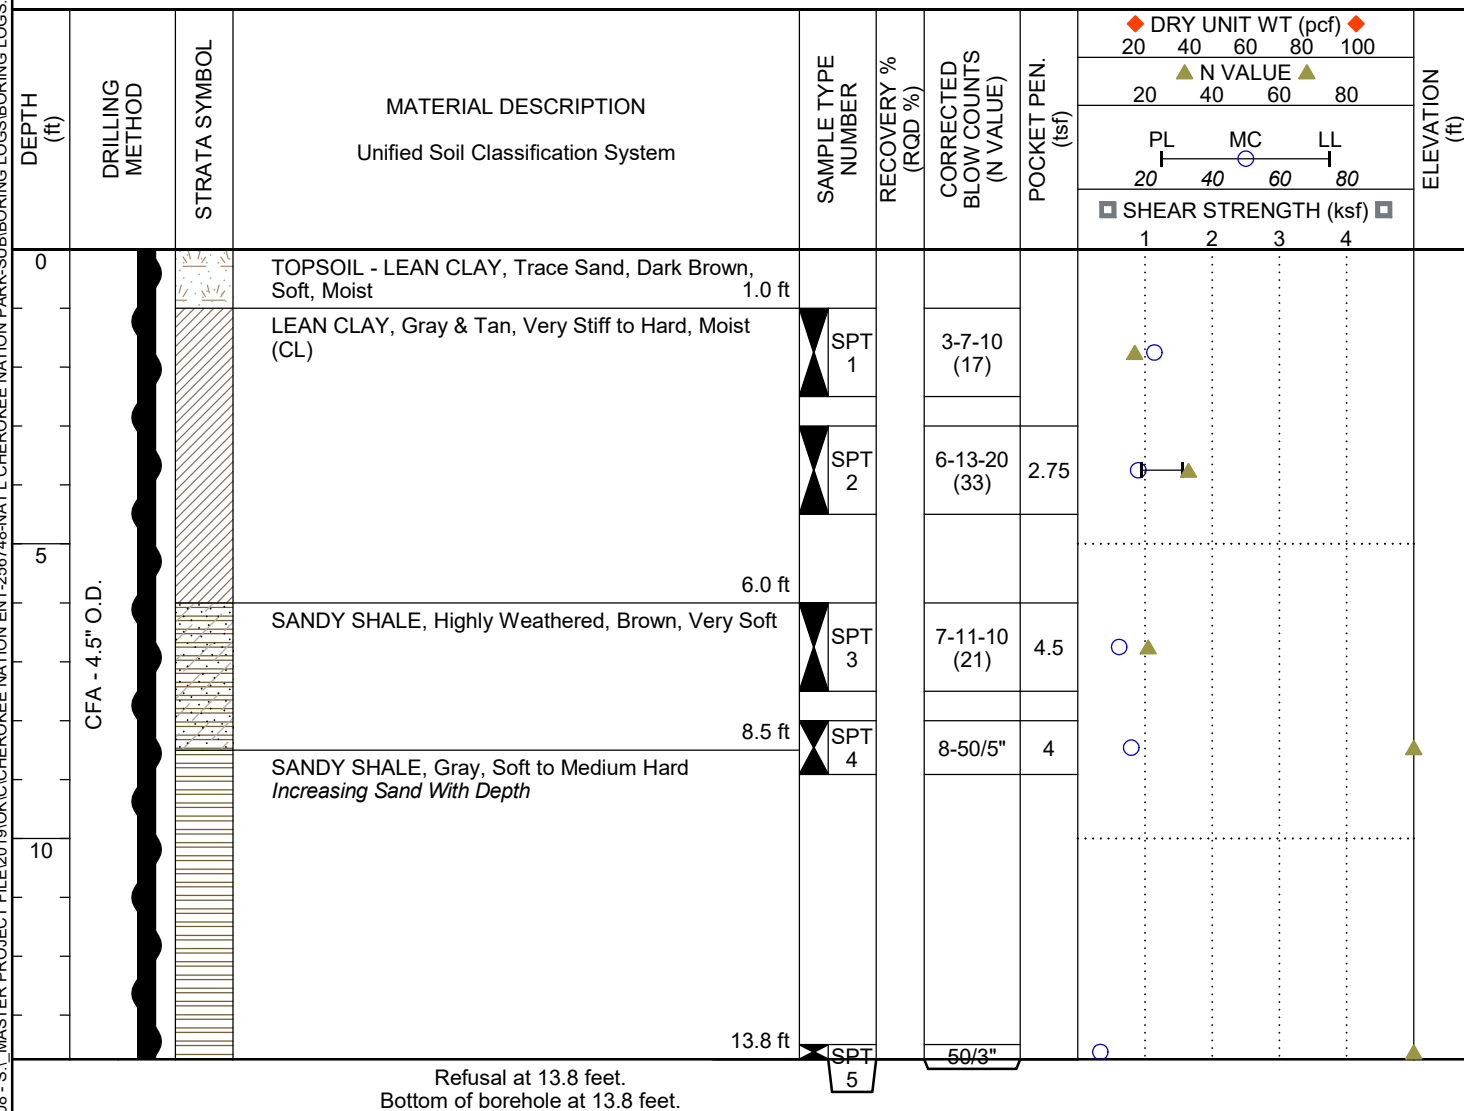 DEPTH
(ft)
DRILLING
METHOD
STRATA SYMBOL
MATERIAL DESCRIPTION
Unified Soil Classification System
SAMPLE TYPE
NUMBER
RECOVERY %
(RQD %)
CORRECTED
BLOW COUNTS
(N VALUE)
POCKET PEN.
(tsf)
DRY UNIT WT (pcf)
20 40 60 80 100
N VALUE
20 40 60 80
PL MC LL
20 40 60 80
SHEAR STRENGTH (ksf)
1 2 3 4
ELEVATION
(ft)
0
TOPSOIL - LEAN CLAY, Trace Sand, Dark Brown,
Soft, Moist 1.0 ft
LEAN CLAY, Gray & Tan, Very Stiff to Hard, Moist
(CL)
SPT
1
3-7-10
(17)
SPT
2
6-13-20
(33)
2.75
5
6.0 ft
SANDY SHALE, Highly Weathered, Brown, Very Soft
SPT
3
7-11-10
(21)
4.5
CFA - 4.5" O.D.
8.5 ft
SPT
4
8-50/5"
4
SANDY SHALE, Gray, Soft to Medium Hard
Increasing Sand With Depth
10
13.8 ft
SPT
5
50/3"
Refusal at 13.8 feet.
Bottom of borehole at 13.8 feet.